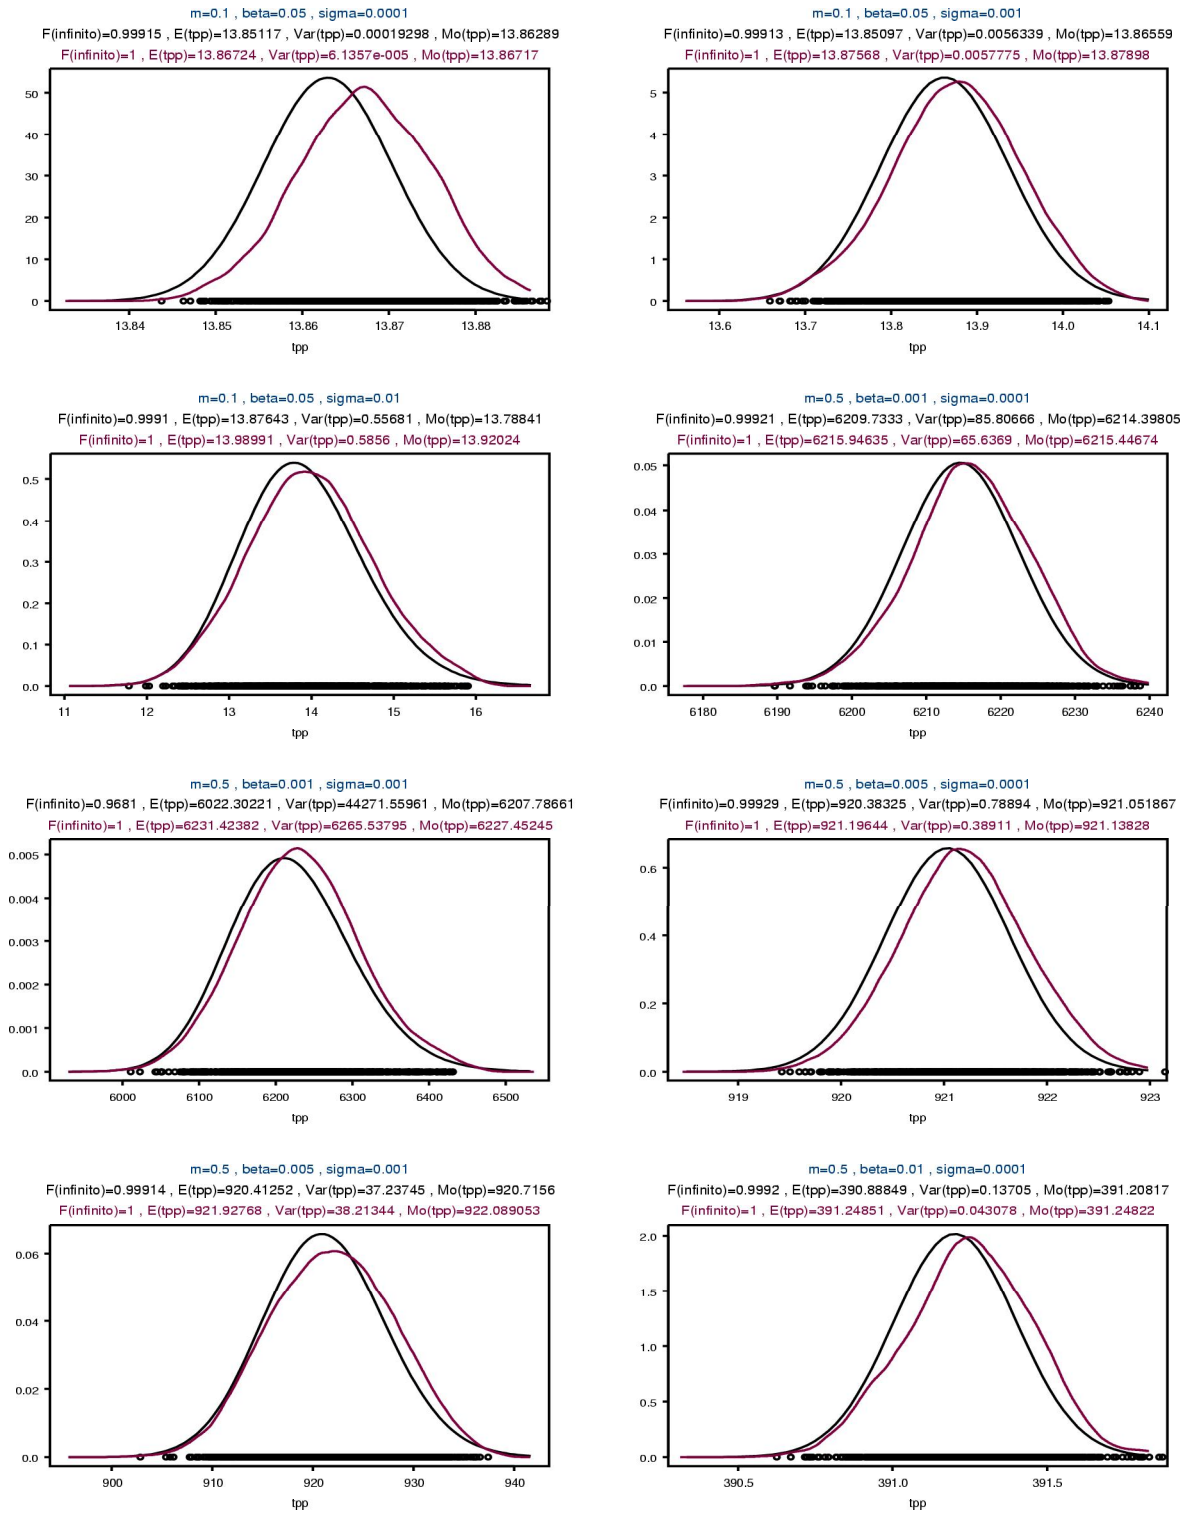 m=0.1 , beta=0.05 , sigma=0.0001
F(infinito)=0.99915 , E(tpp)=13.85117 , Var(tpp)=0.00019298 , Mo(tpp)=13.86289
F(infinito)=1 , E(tpp)=13.86724 , Var(tpp)=6.1357e-005 , Mo(tpp)=13.86717
50
40
30
20
10
0
13.84 13.85 13.86 13.87 13.88
tpp
m=0.1 , beta=0.05 , sigma=0.001
F(infinito)=0.99913 , E(tpp)=13.85097 , Var(tpp)=0.0056339 , Mo(tpp)=13.86559
F(infinito)=1 , E(tpp)=13.87568 , Var(tpp)=0.0057775 , Mo(tpp)=13.87898
5
4
3
2
1
0
13.6 13.7 13.8 13.9 14.0 14.1
tpp
m=0.1 , beta=0.05 , sigma=0.01
F(infinito)=0.9991 , E(tpp)=13.87643 , Var(tpp)=0.55681 , Mo(tpp)=13.78841
F(infinito)=1 , E(tpp)=13.98991 , Var(tpp)=0.5856 , Mo(tpp)=13.92024
0.5
0.4
0.3
0.2
0.1
0.0
11 12 13 14 15 16
tpp
m=0.5 , beta=0.001 , sigma=0.0001
F(infinito)=0.99921 , E(tpp)=6209.7333 , Var(tpp)=85.80666 , Mo(tpp)=6214.39805
F(infinito)=1 , E(tpp)=6215.94635 , Var(tpp)=65.6369 , Mo(tpp)=6215.44674
0.05
0.04
0.03
0.02
0.01
0.0
6180 6190 6200 6210 6220 6230 6240
tpp
m=0.5 , beta=0.001 , sigma=0.001
F(infinito)=0.9681 , E(tpp)=6022.30221 , Var(tpp)=44271.55961 , Mo(tpp)=6207.78661
F(infinito)=1 , E(tpp)=6231.42382 , Var(tpp)=6265.53795 , Mo(tpp)=6227.45245
0.005
0.004
0.003
0.002
0.001
0.0
6000 6100 6200 6300 6400 6500
tpp
m=0.5 , beta=0.005 , sigma=0.0001
F(infinito)=0.99929 , E(tpp)=920.38325 , Var(tpp)=0.78894 , Mo(tpp)=921.051867
F(infinito)=1 , E(tpp)=921.19644 , Var(tpp)=0.38911 , Mo(tpp)=921.13828
0.6
0.4
0.2
0.0
919 920 921 922 923
tpp
m=0.5 , beta=0.005 , sigma=0.001
F(infinito)=0.99914 , E(tpp)=920.41252 , Var(tpp)=37.23745 , Mo(tpp)=920.7156
F(infinito)=1 , E(tpp)=921.92768 , Var(tpp)=38.21344 , Mo(tpp)=922.089053
0.06
0.04
0.02
0.0
900 910 920 930 940
tpp
m=0.5 , beta=0.01 , sigma=0.0001
F(infinito)=0.9992 , E(tpp)=390.88849 , Var(tpp)=0.13705 , Mo(tpp)=391.20817
F(infinito)=1 , E(tpp)=391.24851 , Var(tpp)=0.043078 , Mo(tpp)=391.24822
2.0
1.5
1.0
0.5
0.0
390.5 391.0 391.5
tpp